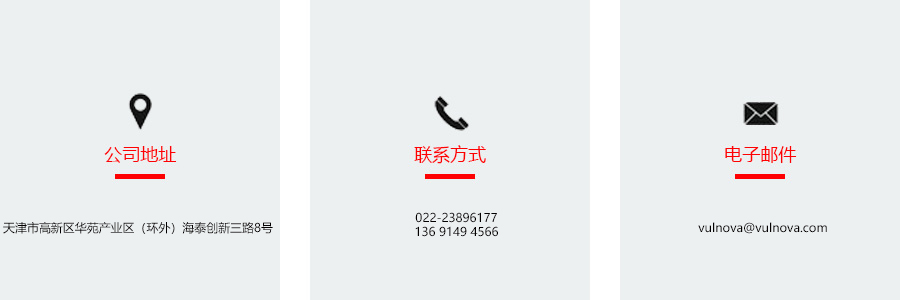 公司地址
天津市高新区华苑产业区（环外）海泰创新三路8号
联系方式
022-23896177
136 9149 4566
电子邮件
vulnova@vulnova.com